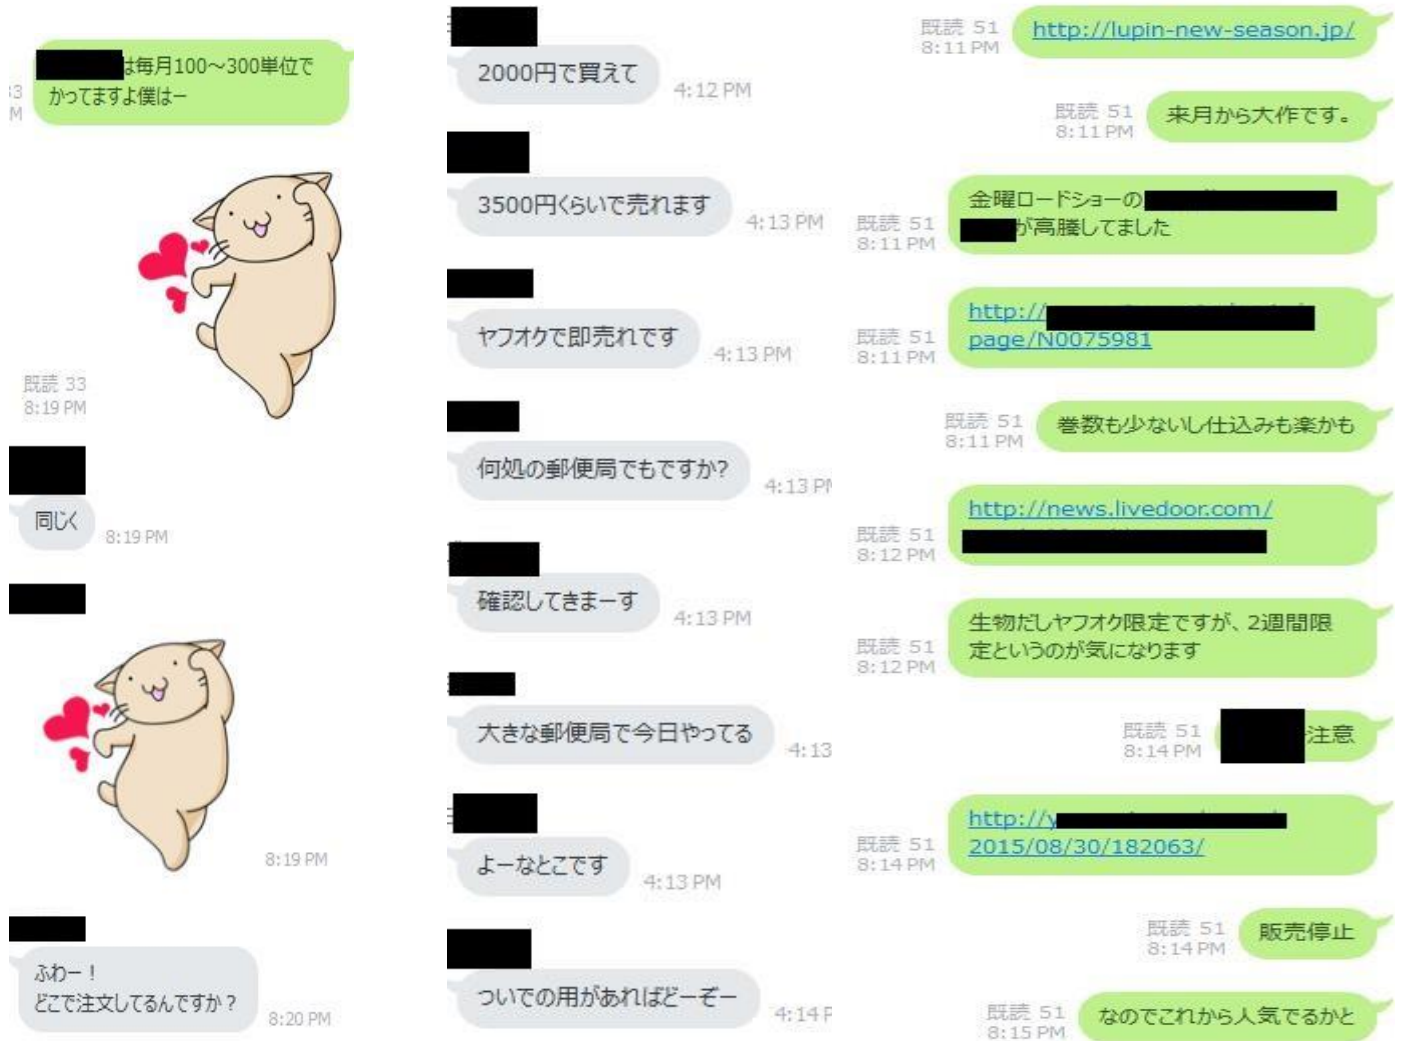 は毎月100～300単位で
かってますよ僕はー
既読 33
8:19 PM
同じく
8:19 PM
8:19 PM
ふわー！
どこで注文してるんですか？
8:20 PM
2000円で買えて
4:12 PM
3500円くらいで売れます
4:13 PM
ヤフオクで即売れです
4:13 PM
何処の郵便局でもですか?
4:13 PM
確認してきまーす
4:13 PM
大きな郵便局で今日やってる
4:13
よーなとこです
4:13 PM
ついでの用があればどーぞー
4:14 P
既読 51
8:11 PM
http://lupin-new-season.jp/
既読 51
8:11 PM
来月から大作です。
金曜ロードショーの
が高騰してました
既読 51
8:11 PM
http://
page/N0075981
既読 51
8:11 PM
既読 51
8:11 PM
巻数も少ないし仕込みも楽かも
http://news.livedoor.com/
既読 51
8:12 PM
生物だしヤフオク限定ですが、2週間限
定というのが気になります
既読 51
8:12 PM
既読 51
8:14 PM
注意
http://y
2015/08/30/182063/
既読 51
8:14 PM
既読 51
8:14 PM
販売停止
既読 51
8:15 PM
なのでこれから人気でるかと